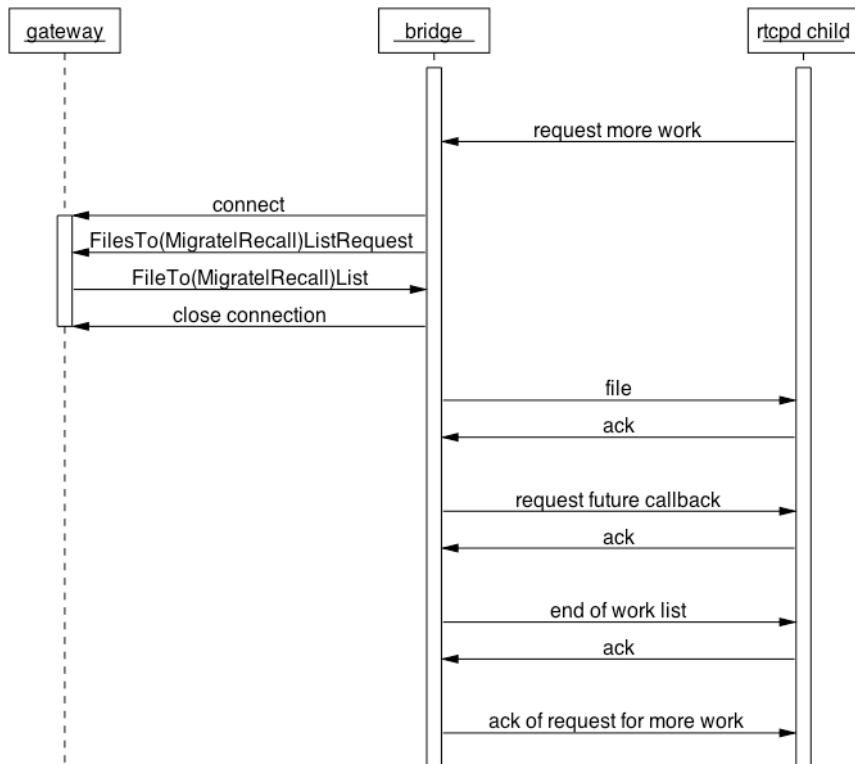 gateway
bridge
rtcpd child
request more work
connect
FilesTo(Migrate|Recall)ListRequest
FileTo(Migrate|Recall)List
close connection
file
ack
request future callback
ack
end of work list
ack
ack of request for more work